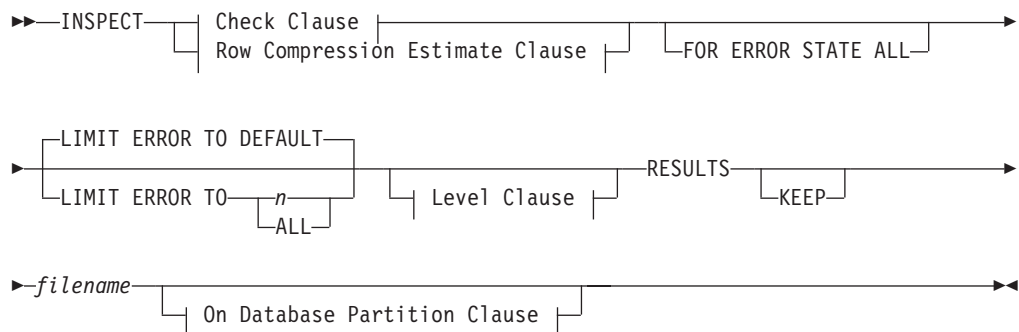 INSPECT Check Clause
Row Compression Estimate Clause FOR ERROR STATE ALL
LIMIT ERROR TO DEFAULT
LIMIT ERROR TO n
ALL
Level Clause
RESULTS
KEEP
filename
On Database Partition Clause